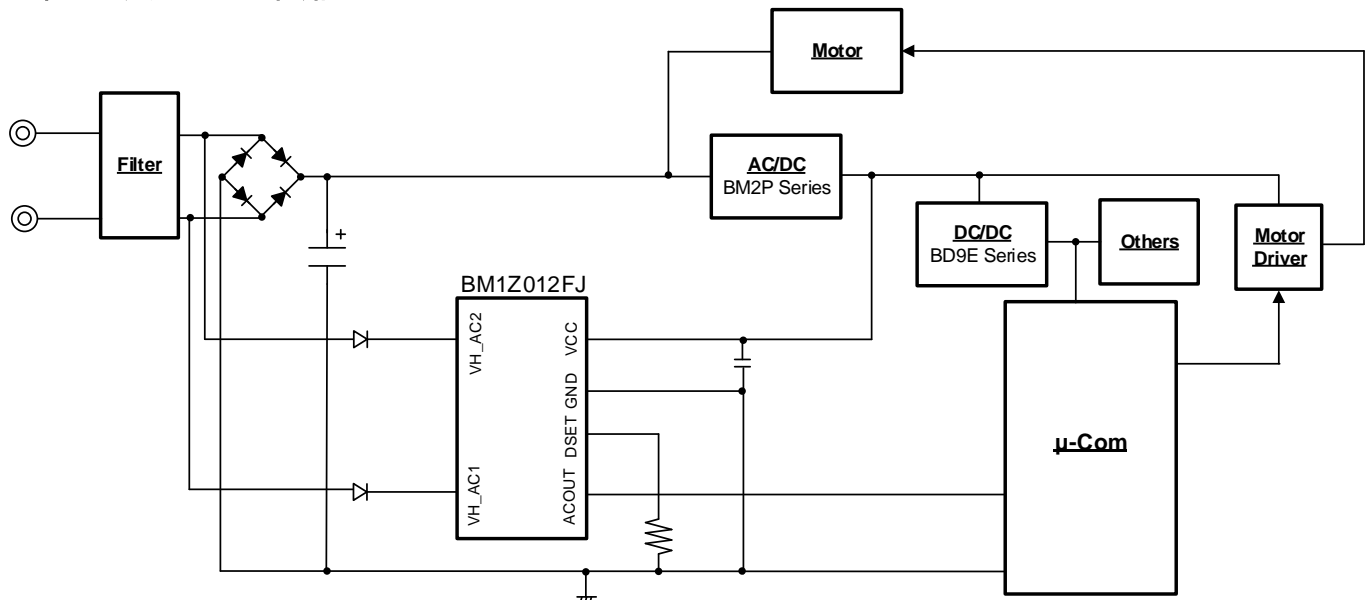 Motor
Filter
AC/DC
BM2P Series
DC/DC
BD9E Series
Others
Motor
Driver
+
BM1Z012FJ
VH_AC2
VCC
GND
DSET
VH_AC1
ACOUT
µ-Com